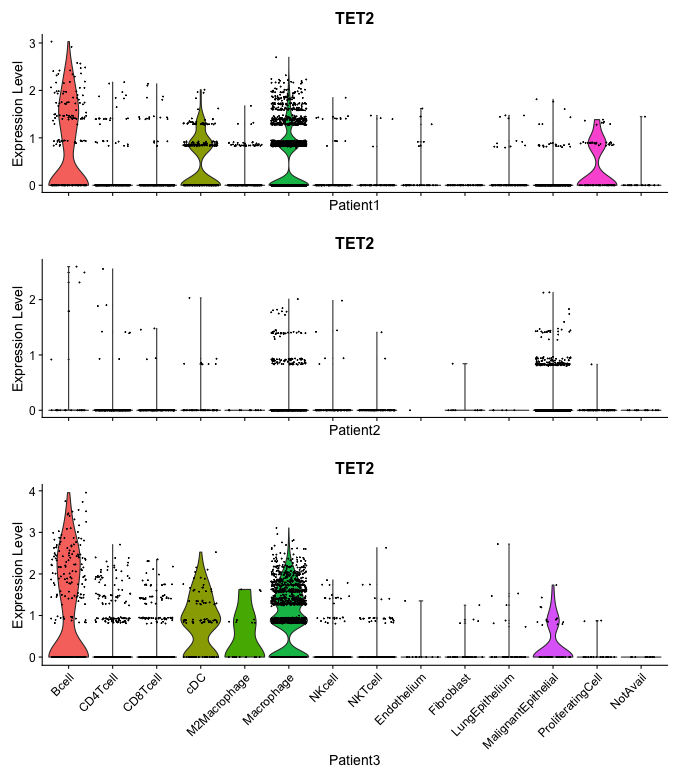 TET2
Expression Level
3
2
1
0
Patient1
TET2
Expression Level
2
1
0
Patient2
TET2
Expression Level
4
3
2
1
0
Bcell
CD4Tcell
CD8Tcell
cDC
M2Macrophage
Macrophage
NKcell
NKTcell
Endothelium
Fibroblast
LungEpithelium
MalignantEpithelial
ProliferatingCell
NotAvail
Patient3